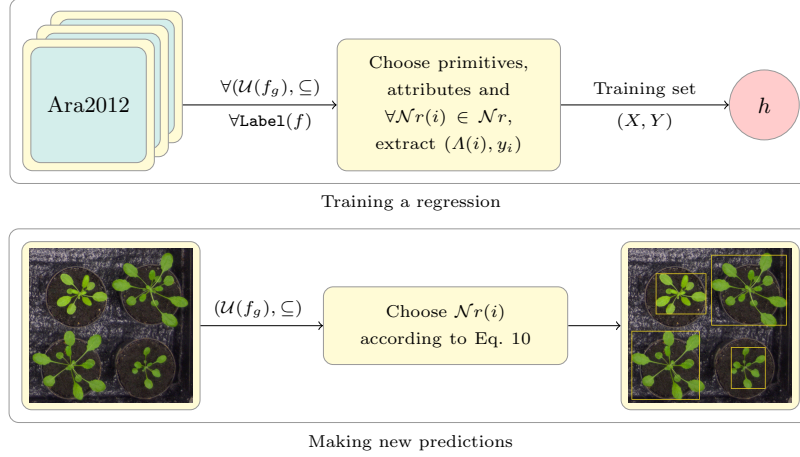 Ara2012
∀(𝒰(f_g), ⊆)
∀Label(f)
Choose primitives,
attributes and
∀𝒩r(i) ∈ 𝒩r,
extract (Λ(i), y_i)
Training set
(X, Y)
h
Training a regression
(𝒰(f_g), ⊆)
Choose 𝒩r(i)
according to Eq. 10
Making new predictions